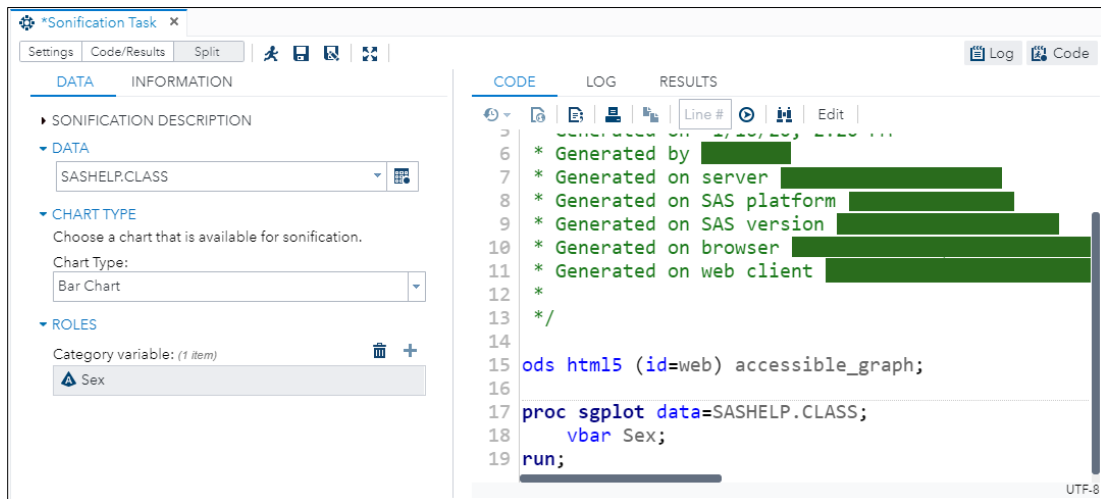 *Sonification Task ×
Settings Code/Results Split
Log Code
DATA INFORMATION
SONIFICATION DESCRIPTION
DATA
SASHELP.CLASS
CHART TYPE
Choose a chart that is available for sonification.
Chart Type:
Bar Chart
ROLES
Category variable: (1 item)
Sex
CODE LOG RESULTS
Line # Edit
5 * Generated on
6 * Generated by
7 * Generated on server
8 * Generated on SAS platform
9 * Generated on SAS version
10 * Generated on browser
11 * Generated on web client
12 *
13 */
14
15 ods html5 (id=web) accessible_graph;
16
17 proc sgplot data=SASHELP.CLASS;
18 vbar Sex;
19 run;
UTF-8